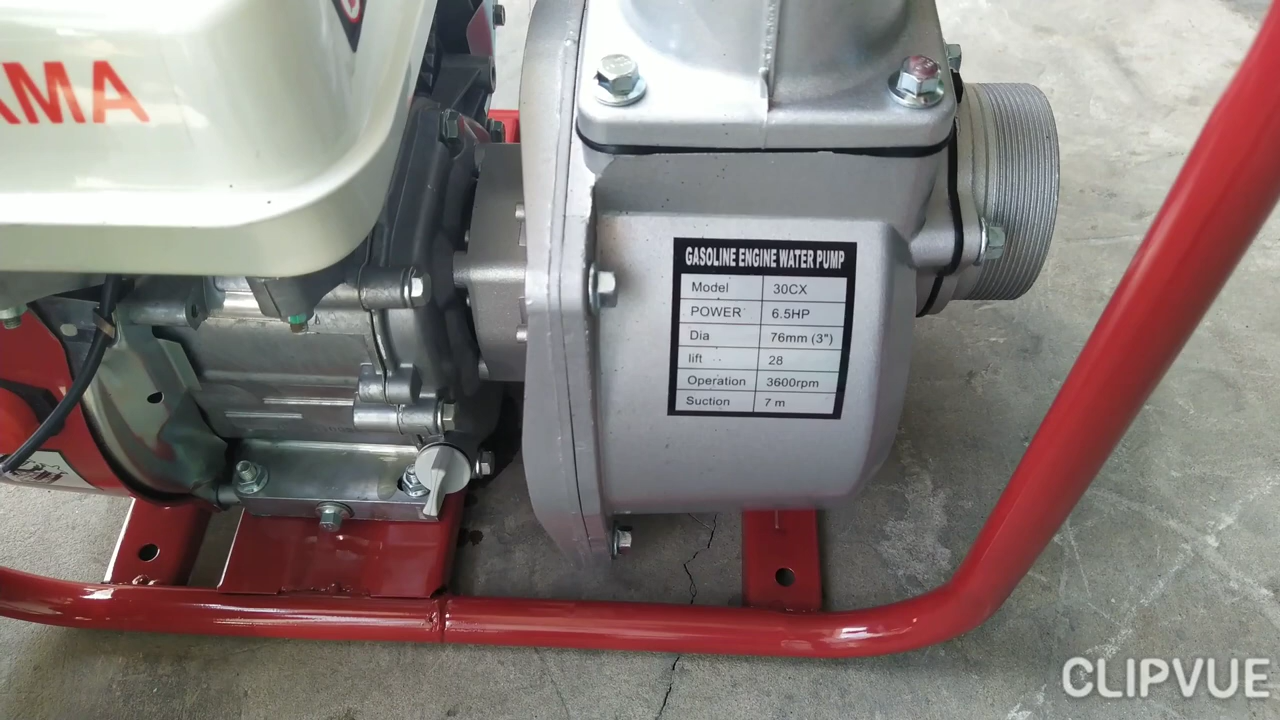 AMA
GASOLINE ENGINE WATER PUMP
Model 30CX
POWER 6.5HP
Dia 76mm (3")
lift 28
Operation 3600rpm
Suction 7 m
CLIPVUE